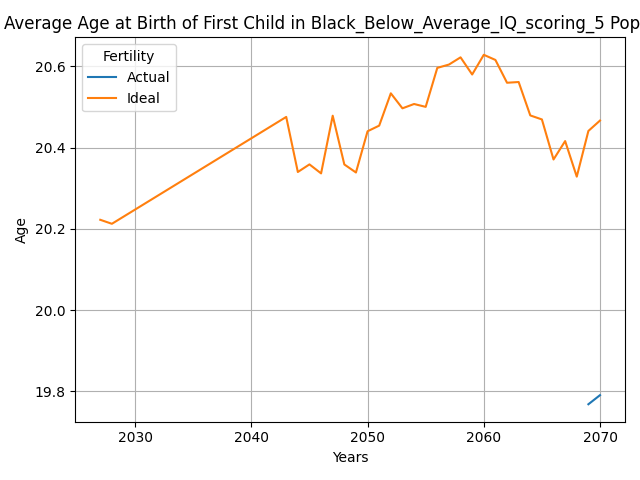 Average Age at Birth of First Child in Black_Below_Average_IQ_scoring_5 Pop
Fertility
Actual
Ideal
20.6
20.4
20.2
20.0
19.8
Age
2030 2040 2050 2060 2070
Years